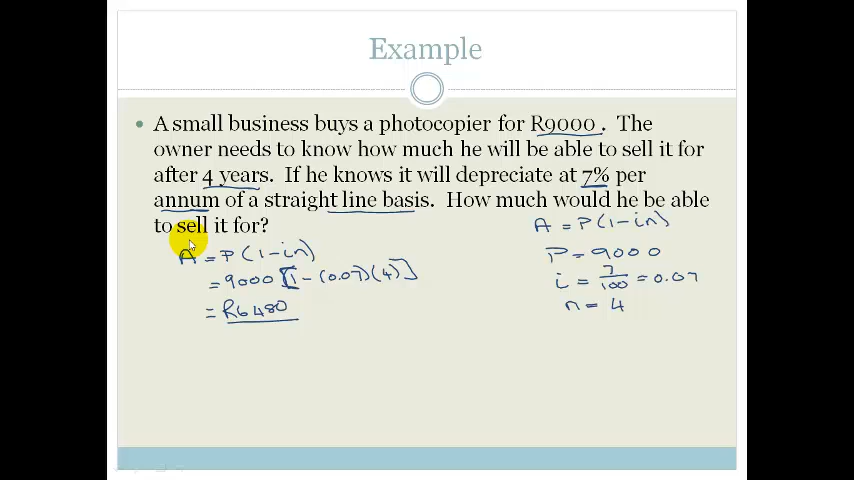 Example
A small business buys a photocopier for R9000 . The
owner needs to know how much he will be able to sell it for
after 4 years. If he knows it will depreciate at 7% per
annum of a straight line basis. How much would he be able
to sell it for?
A = P(1-in)
= 9000 [1 - (0.07)(4)]
= R6480
A = P(1-in)
P = 9000
i = 7/100 = 0.07
n = 4